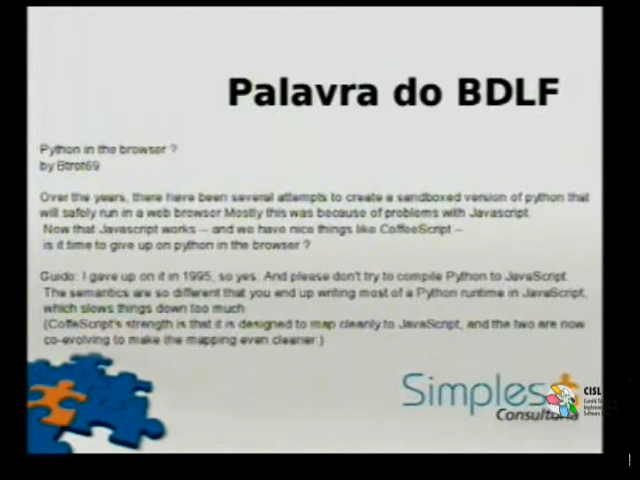 Palavra do BDLF
Python in the browser ?
by Btrot69
Over the years, there have been several attempts to create a sandboxed version of python that
will safely run in a web browser Mostly this was because of problems with Javascript.
Now that Javascript works -- and we have nice things like CoffeeScript --
is it time to give up on python in the browser ?
Guido: I gave up on it in 1995, so yes. And please don't try to compile Python to JavaScript.
The semantics are so different that you end up writing most of a Python runtime in JavaScript,
which slows things down too much
(CoffeScript's strength is that it is designed to map cleanly to JavaScript, and the two are now
co-evolving to make the mapping even cleaner.)
Simples
Consultoria
CISL